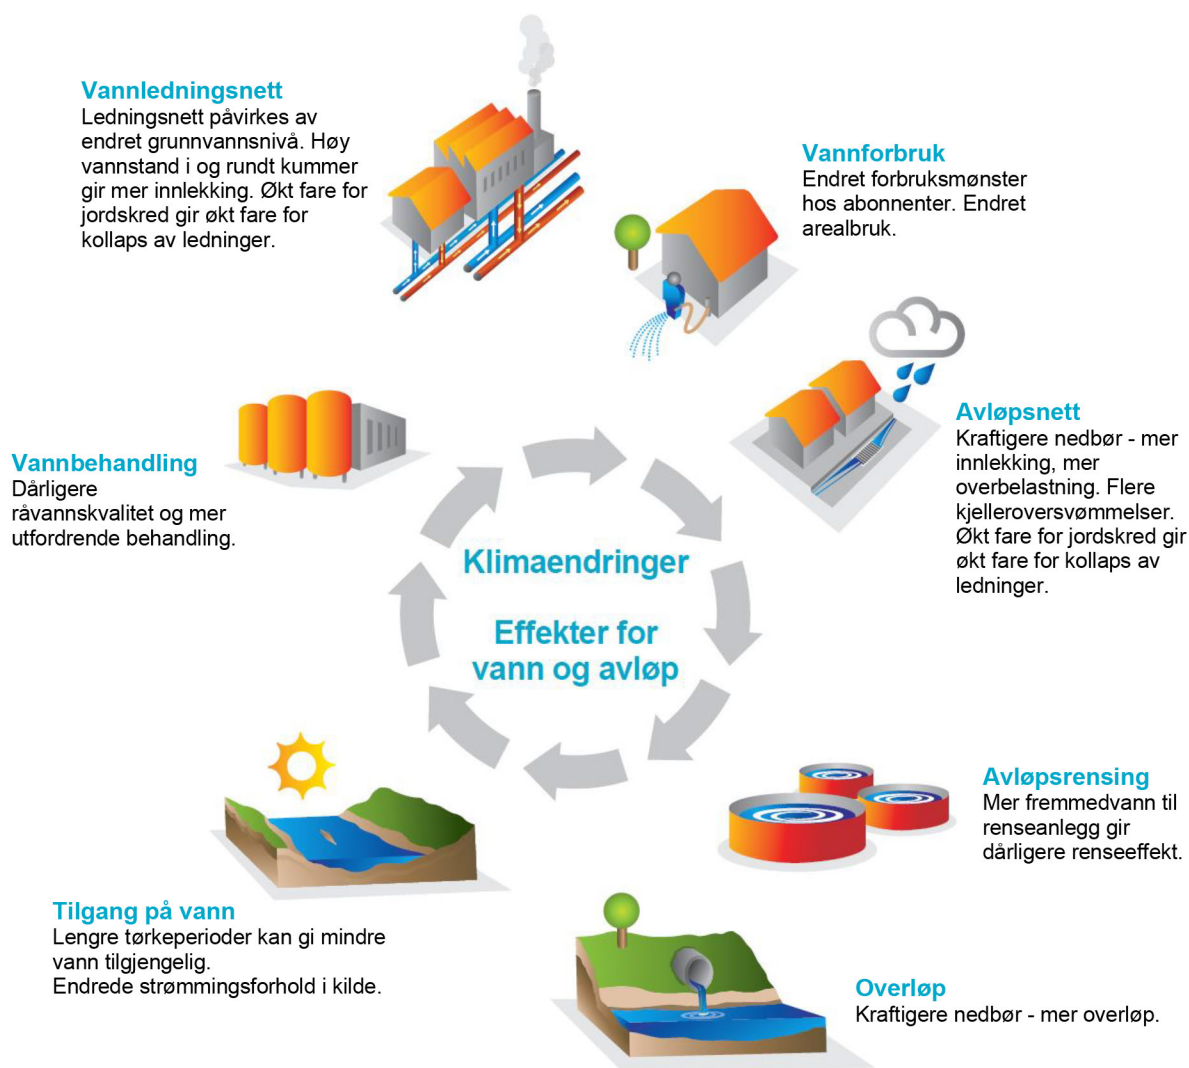 Vannledningsnett
Ledningsnett påvirkes av
endret grunnvannsnivå. Høy
vannstand i og rundt kummer
gir mer innlekking. Økt fare for
jordskred gir økt fare for
kollaps av ledninger.
Vannforbruk
Endret forbruksmønster
hos abonnenter. Endret
arealbruk.
Avløpsnett
Kraftigere nedbør - mer
innlekking, mer
overbelastning. Flere
kjelleroversvømmelser.
Økt fare for jordskred gir
økt fare for kollaps av
ledninger.
Vannbehandling
Dårligere
råvannskvalitet og mer
utfordrende behandling.
Klimaendringer
Effekter for
vann og avløp
Avløpsrensing
Mer fremmedvann til
renseanlegg gir
dårligere renseeffekt.
Tilgang på vann
Lengre tørkeperioder kan gi mindre
vann tilgjengelig.
Endrede strømmingsforhold i kilde.
Overløp
Kraftigere nedbør - mer overløp.